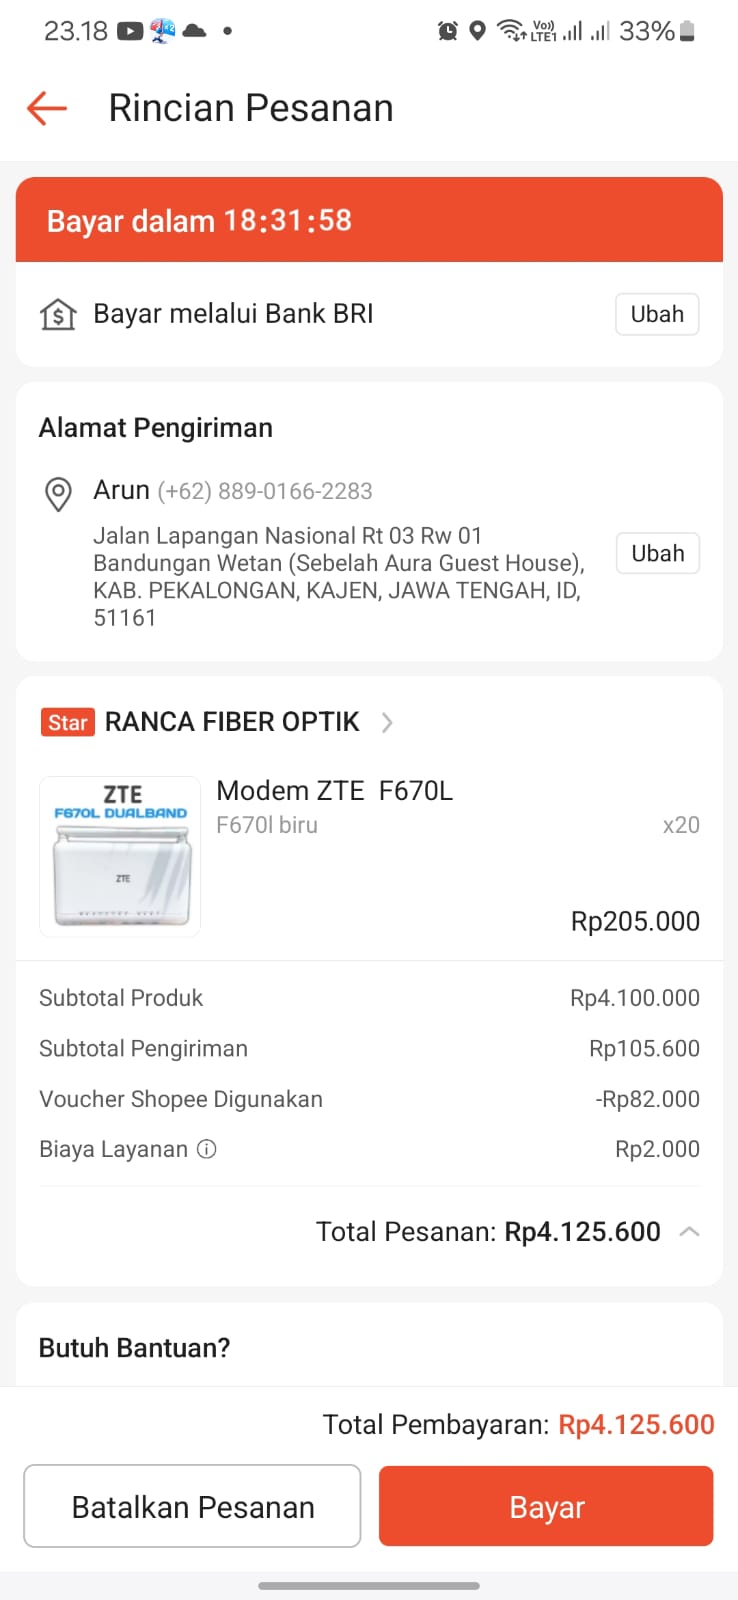 23.18
Vo))
LTE1
33%
Rincian Pesanan
Bayar dalam 18:31:58
Bayar melalui Bank BRI
Ubah
Alamat Pengiriman
Arun (+62) 889-0166-2283
Jalan Lapangan Nasional Rt 03 Rw 01
Bandungan Wetan (Sebelah Aura Guest House),
KAB. PEKALONGAN, KAJEN, JAWA TENGAH, ID,
51161
Ubah
Star RANCA FIBER OPTIK
ZTE
F670L DUALBAND
ZTE
Modem ZTE F670L
F670l biru
x20
Rp205.000
Subtotal Produk Rp4.100.000
Subtotal Pengiriman Rp105.600
Voucher Shopee Digunakan -Rp82.000
Biaya Layanan Rp2.000
Total Pesanan: Rp4.125.600
Butuh Bantuan?
Total Pembayaran: Rp4.125.600
Batalkan Pesanan
Bayar